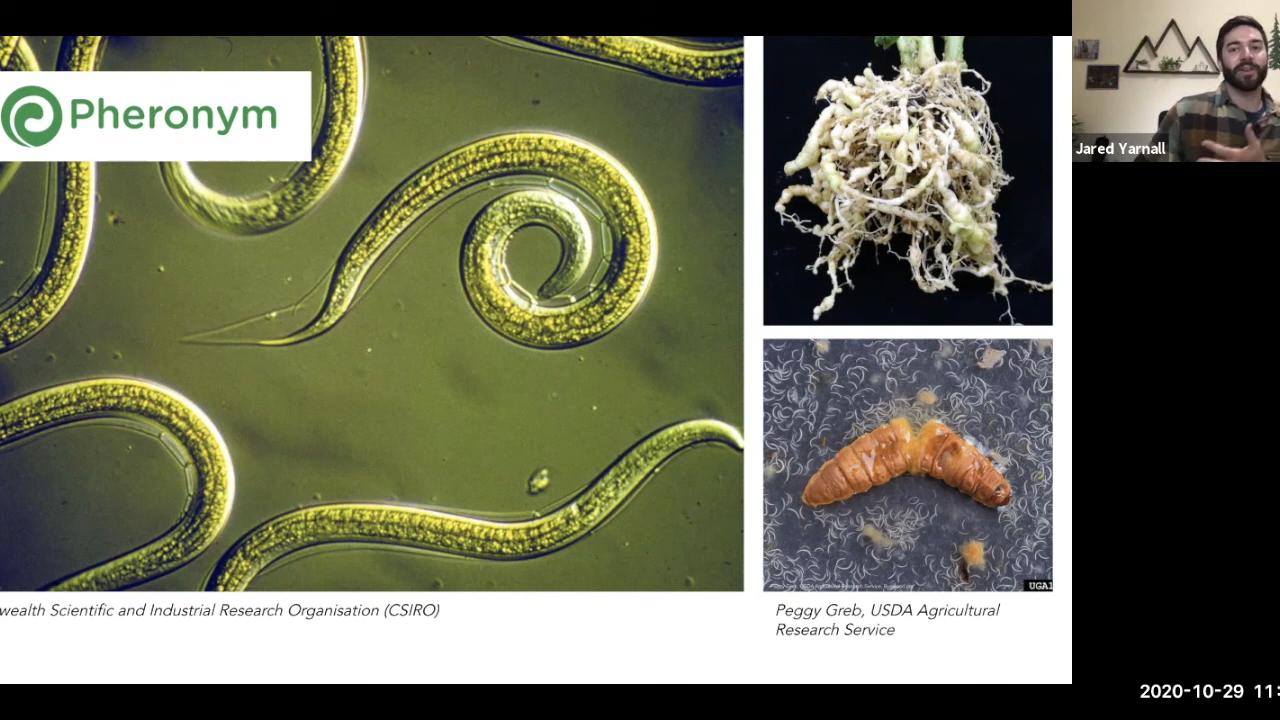 Pheronym
Jared Yarnall
UGA1
wealth Scientific and Industrial Research Organisation (CSIRO)
Peggy Greb, USDA Agricultural
Research Service
2020-10-29 11: